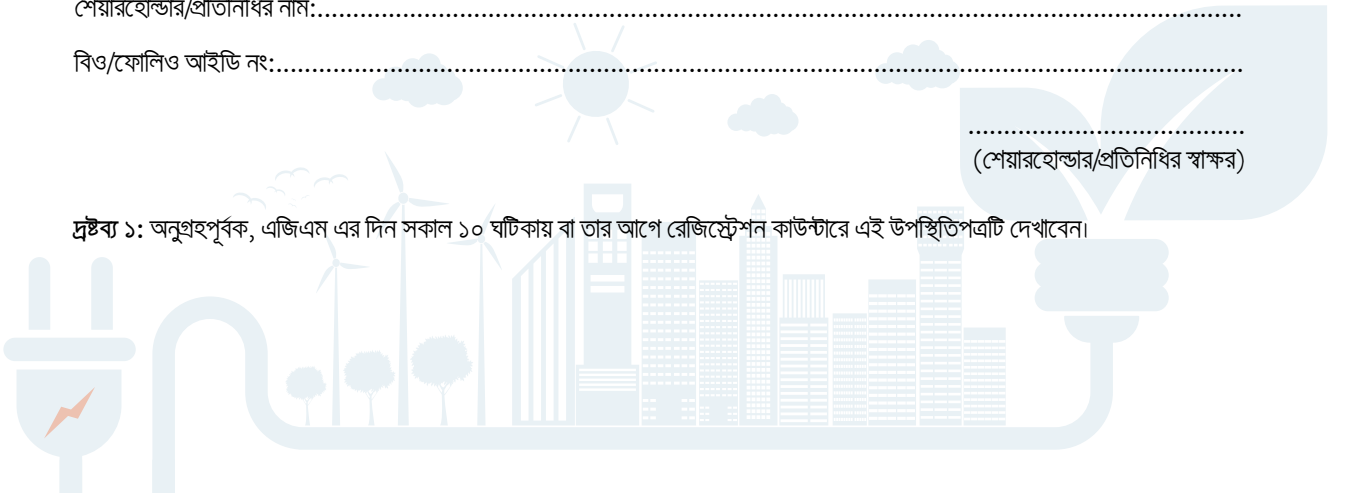 শেয়ারহোল্ডার/প্রতিনিধির নাম:........................................................................................................................................
বিও/ফোলিও আইডি নং:..............................................................................................................................................
........................................
(শেয়ারহোল্ডার/প্রতিনিধির স্বাক্ষর)
দ্রষ্টব্য ১: অনুগ্রহপূর্বক, এজিএম এর দিন সকাল ১০ ঘটিকায় বা তার আগে রেজিস্ট্রেশন কাউন্টারে এই উপস্থিতিপত্রটি দেখাবেন।